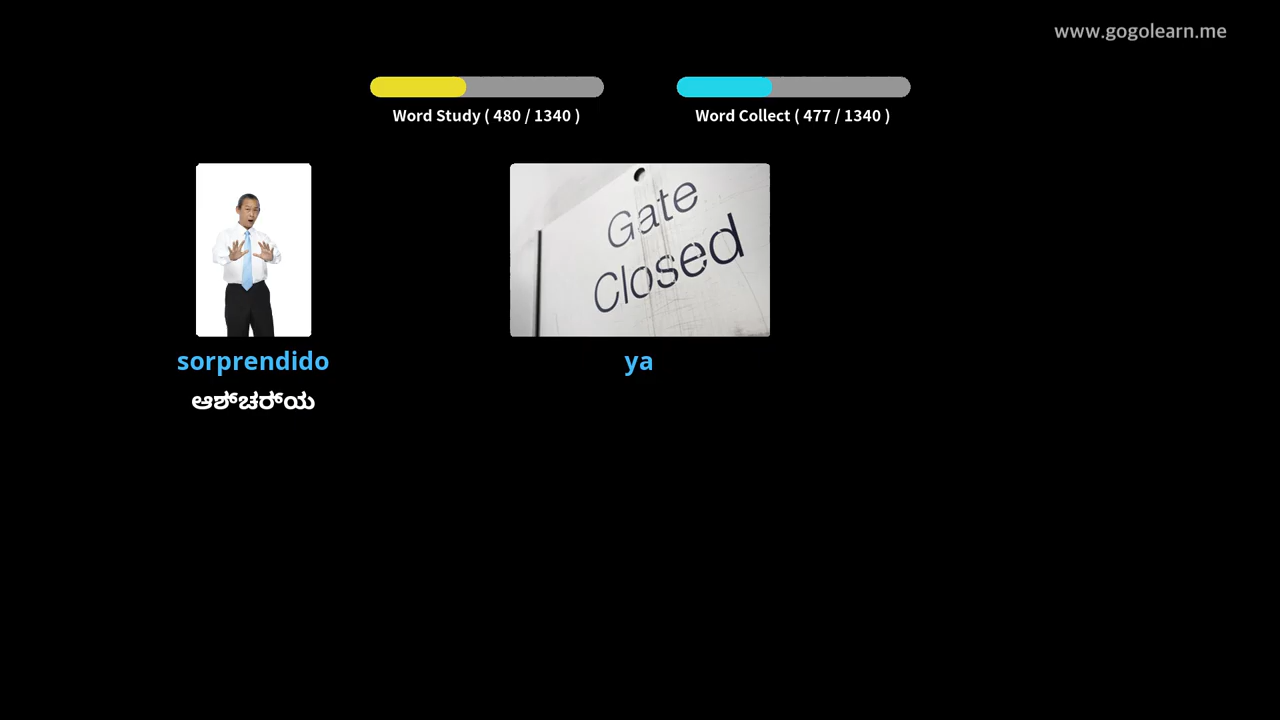 www.gogolearn.me
Word Study ( 480 / 1340 )
Word Collect ( 477 / 1340 )
Gate
Closed
sorprendido
ya
ಆಶ್‌ಚರ್‌ಯ